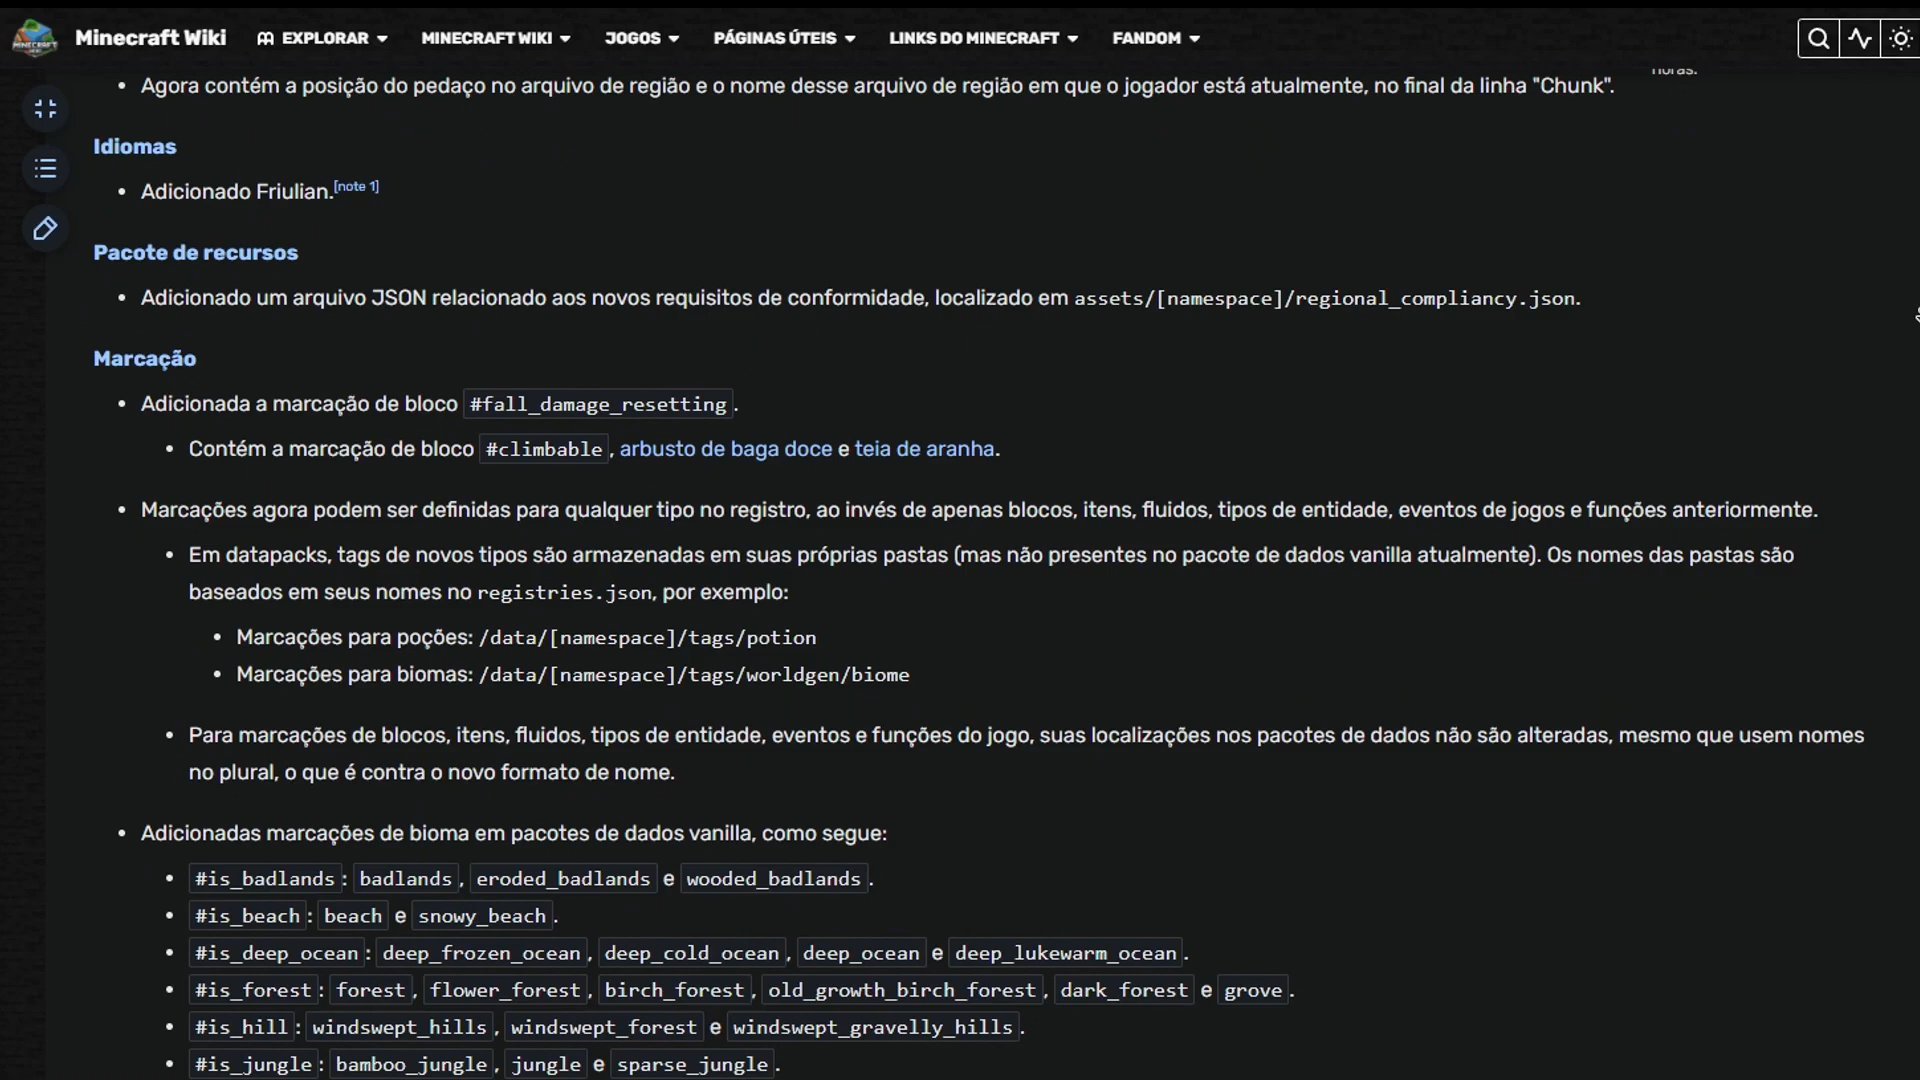 Minecraft Wiki EXPLORAR MINECRAFT WIKI JOGOS PÁGINAS ÚTEIS LINKS DO MINECRAFT FANDOM
horas.
• Agora contém a posição do pedaço no arquivo de região e o nome desse arquivo de região em que o jogador está atualmente, no final da linha "Chunk".
Idiomas
• Adicionado Friulian.[note 1]
Pacote de recursos
• Adicionado um arquivo JSON relacionado aos novos requisitos de conformidade, localizado em assets/[namespace]/regional_compliancy.json.
Marcação
• Adicionada a marcação de bloco #fall_damage_resetting.
• Contém a marcação de bloco #climbable, arbusto de baga doce e teia de aranha.
• Marcações agora podem ser definidas para qualquer tipo no registro, ao invés de apenas blocos, itens, fluidos, tipos de entidade, eventos de jogos e funções anteriormente.
• Em datapacks, tags de novos tipos são armazenadas em suas próprias pastas (mas não presentes no pacote de dados vanilla atualmente). Os nomes das pastas são
baseados em seus nomes no registries.json, por exemplo:
• Marcações para poções: /data/[namespace]/tags/potion
• Marcações para biomas: /data/[namespace]/tags/worldgen/biome
• Para marcações de blocos, itens, fluidos, tipos de entidade, eventos e funções do jogo, suas localizações nos pacotes de dados não são alteradas, mesmo que usem nomes
no plural, o que é contra o novo formato de nome.
• Adicionadas marcações de bioma em pacotes de dados vanilla, como segue:
• #is_badlands: badlands, eroded_badlands e wooded_badlands.
• #is_beach: beach e snowy_beach.
• #is_deep_ocean: deep_frozen_ocean, deep_cold_ocean, deep_ocean e deep_lukewarm_ocean.
• #is_forest: forest, flower_forest, birch_forest, old_growth_birch_forest, dark_forest e grove.
• #is_hill: windswept_hills, windswept_forest e windswept_gravelly_hills.
• #is_jungle: bamboo_jungle, jungle e sparse_jungle.